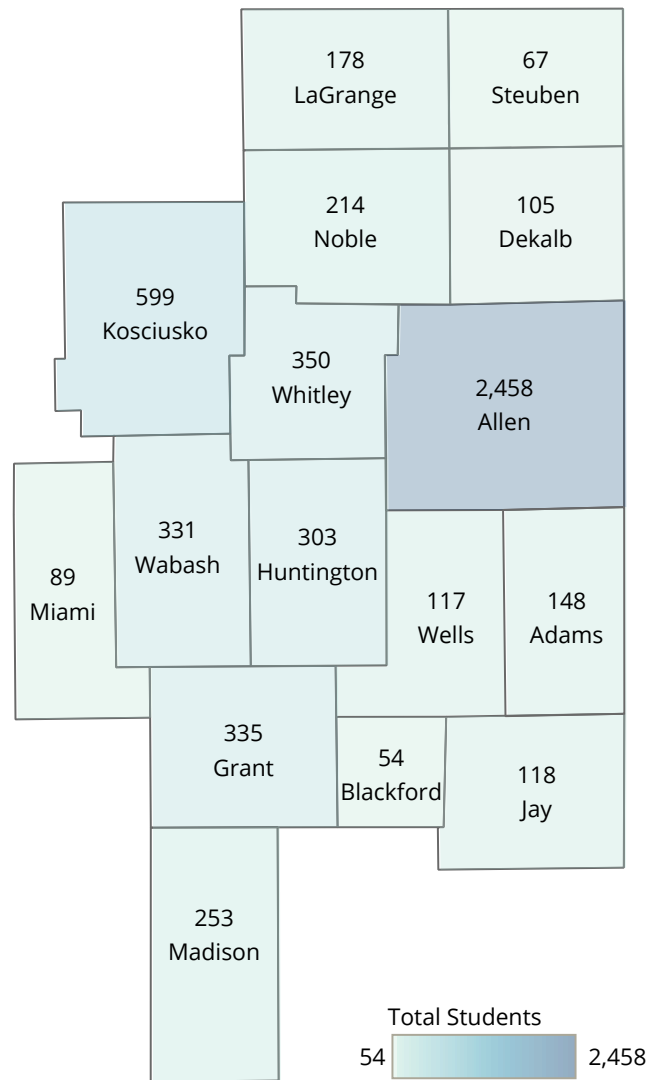 178
LaGrange
67
Steuben
214
Noble
105
Dekalb
599
Kosciusko
350
Whitley
2,458
Allen
331
Wabash
303
Huntington
89
Miami
117
Wells
148
Adams
335
Grant
54
Blackford
118
Jay
253
Madison
Total Students
54 2,458